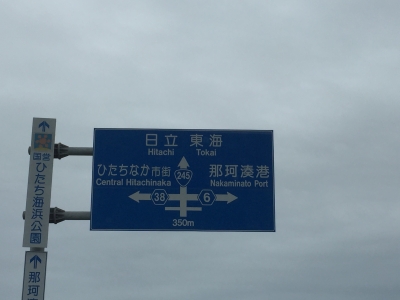 日立 東海
Hitachi Tokai
ひたちなか市街
Central Hitachinaka
那珂湊港
Nakaminato Port
245
38
6
350m
国営ひたち海浜公園
那珂